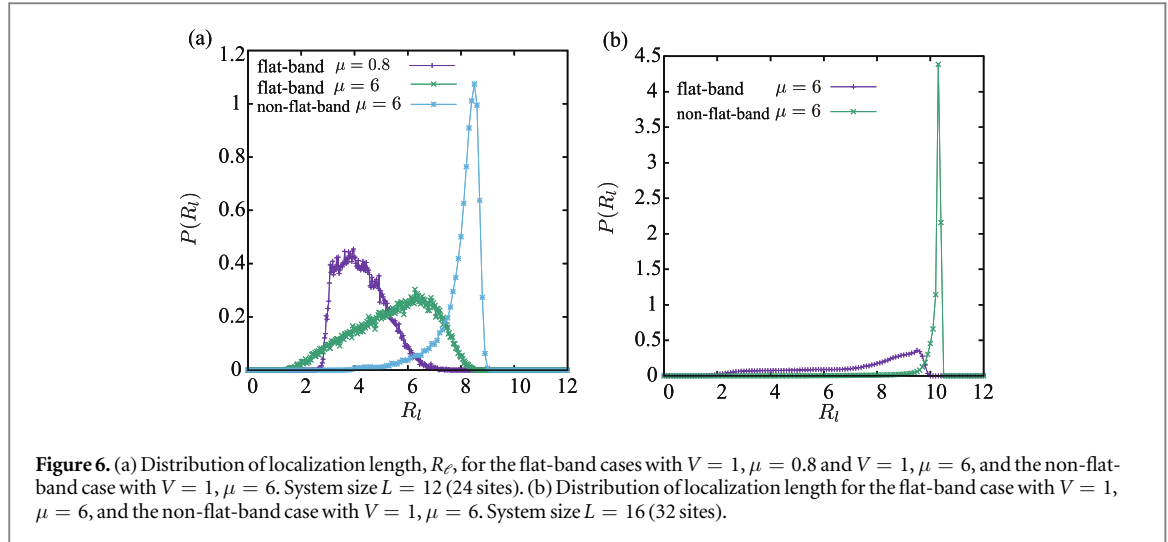 (a)
1.2
1
0.8
0.6
0.4
0.2
0
P(R_l)
flat-band μ = 0.8
flat-band μ = 6
non-flat-band μ = 6
0 2 4 6 8 10 12
R_l
(b)
4.5
4
3.5
3
2.5
2
1.5
1
0.5
0
P(R_l)
flat-band μ = 6
non-flat-band μ = 6
0 2 4 6 8 10 12
R_l
Figure 6. (a) Distribution of localization length, R_ℓ, for the flat-band cases with V = 1, μ = 0.8 and V = 1, μ = 6, and the non-flat-
band case with V = 1, μ = 6. System size L = 12 (24 sites). (b) Distribution of localization length for the flat-band case with V = 1,
μ = 6, and the non-flat-band case with V = 1, μ = 6. System size L = 16 (32 sites).